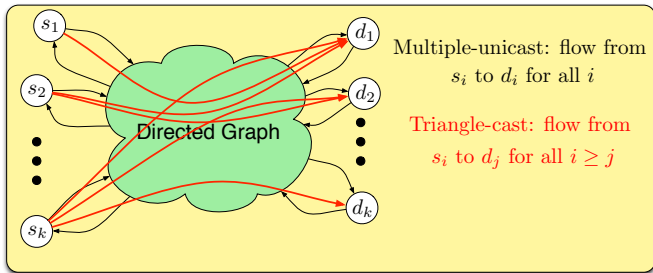 s₁
d₁
Multiple-unicast: flow from
sᵢ to dᵢ for all i
s₂
d₂
Directed Graph
Triangle-cast: flow from
sᵢ to dⱼ for all i ≥ j
sₖ
dₖ